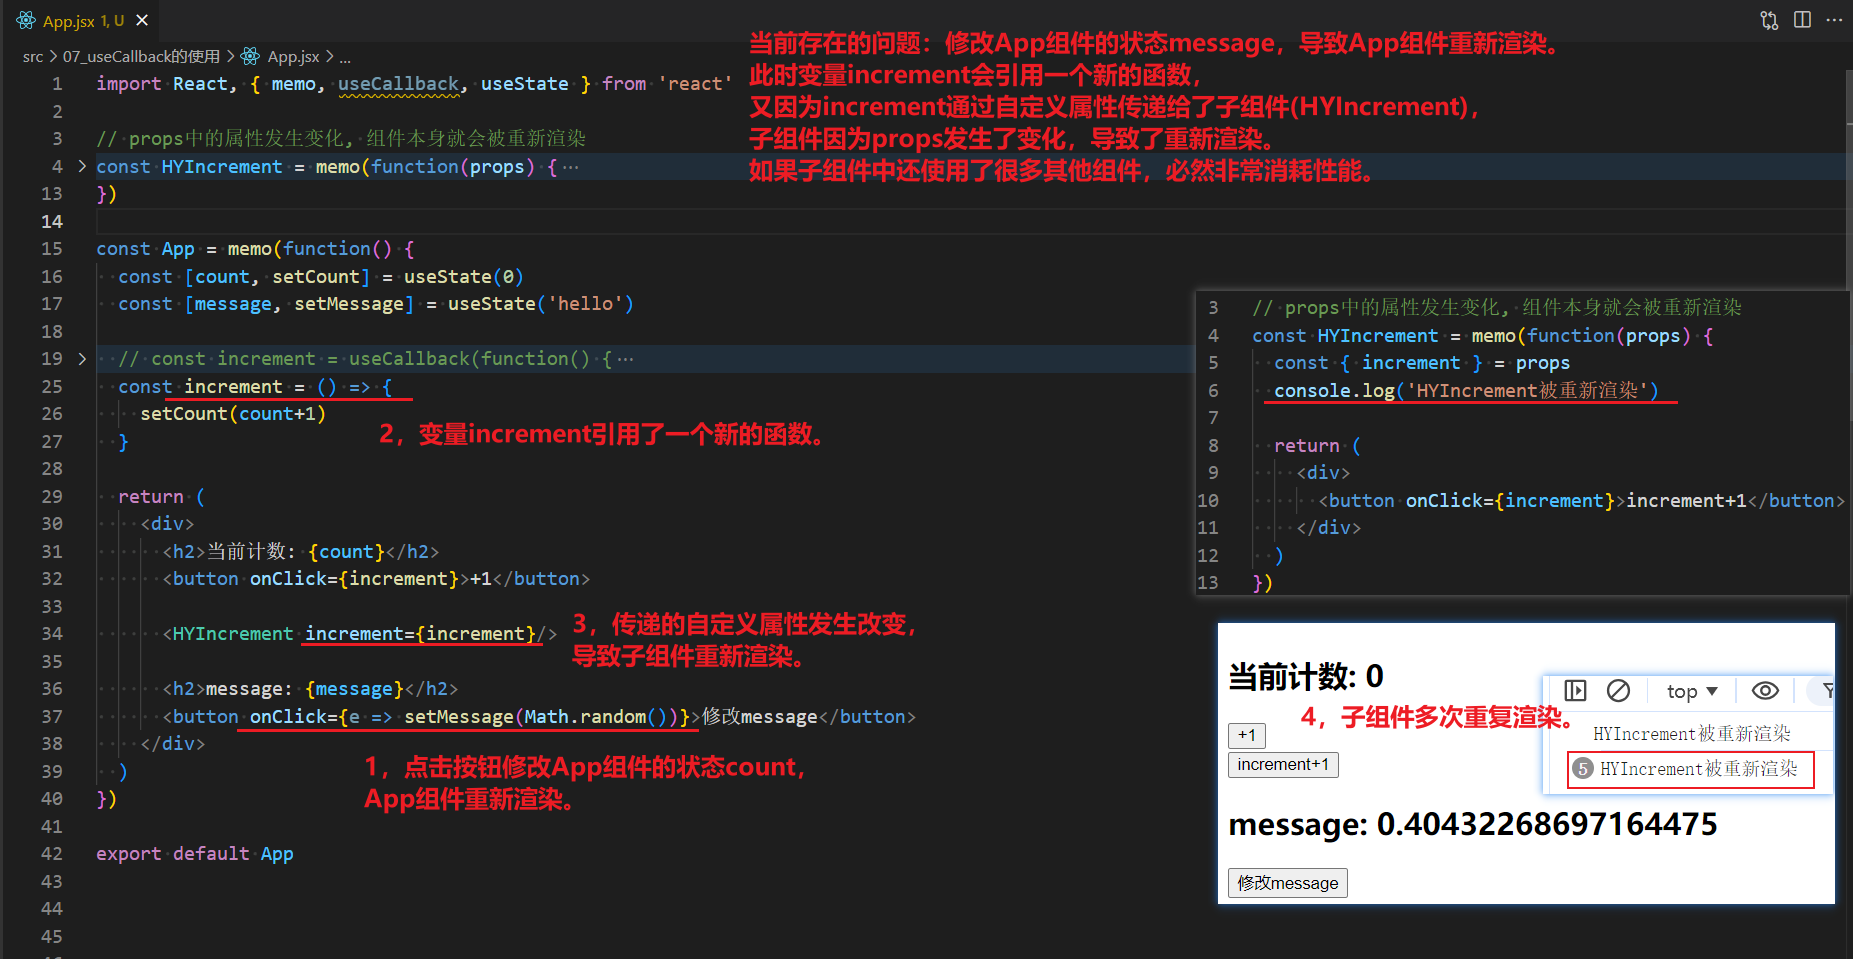 App.jsx 1, U
src > 07_useCallback的使用 > App.jsx > ...
当前存在的问题：修改App组件的状态message，导致App组件重新渲染。
此时变量increment会引用一个新的函数，
又因为increment通过自定义属性传递给了子组件(HYIncrement)，
子组件因为props发生了变化，导致了重新渲染。
如果子组件中还使用了很多其他组件，必然非常消耗性能。
1 import React, { memo, useCallback, useState } from 'react'
2
3 // props中的属性发生变化, 组件本身就会被重新渲染
4 const HYIncrement = memo(function(props) { ...
13 })
14
15 const App = memo(function() {
16 const [count, setCount] = useState(0)
17 const [message, setMessage] = useState('hello')
18
19 // const increment = useCallback(function() { ...
25 const increment = () => {
26 setCount(count+1)
27 }
2，变量increment引用了一个新的函数。
28
29 return (
30 <div>
31 <h2>当前计数: {count}</h2>
32 <button onClick={increment}>+1</button>
33
34 <HYIncrement increment={increment}/>
3，传递的自定义属性发生改变，
导致子组件重新渲染。
35
36 <h2>message: {message}</h2>
37 <button onClick={e => setMessage(Math.random())}>修改message</button>
38 </div>
39 )
40 })
1，点击按钮修改App组件的状态count，
App组件重新渲染。
41
42 export default App
43
44
45
3 // props中的属性发生变化, 组件本身就会被重新渲染
4 const HYIncrement = memo(function(props) {
5 const { increment } = props
6 console.log('HYIncrement被重新渲染')
7
8 return (
9 <div>
10 <button onClick={increment}>increment+1</button>
11 </div>
12 )
13 })
当前计数: 0
+1
increment+1
message: 0.40432268697164475
修改message
top
4，子组件多次重复渲染。
HYIncrement被重新渲染
5 HYIncrement被重新渲染